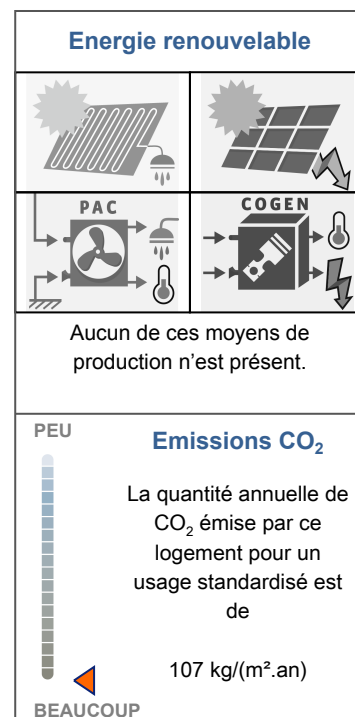 Energie renouvelable
PAC
COGEN
Aucun de ces moyens de
production n'est présent.
PEU
Emissions CO₂
La quantité annuelle de
CO₂ émise par ce
logement pour un
usage standardisé est
de
107 kg/(m².an)
BEAUCOUP